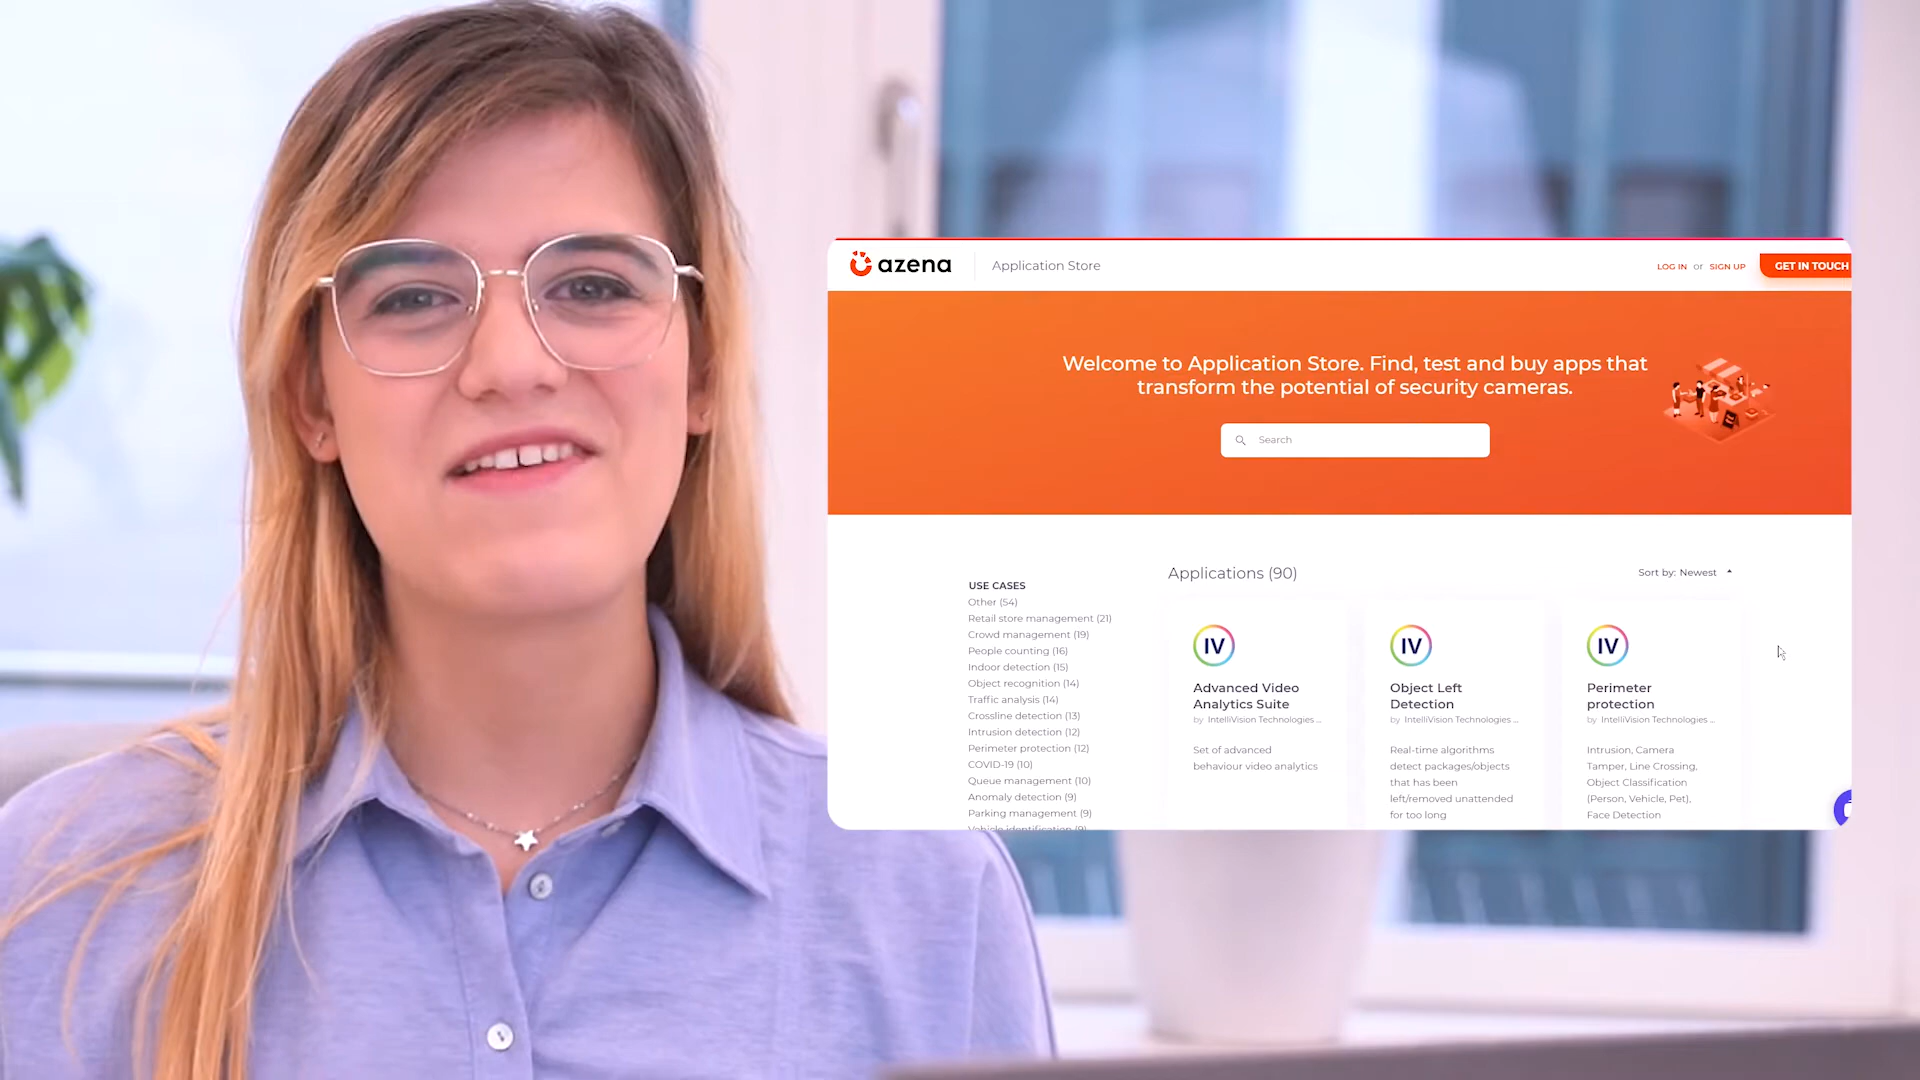 azena
Application Store
LOG IN or SIGN UP
GET IN TOUCH
Welcome to Application Store. Find, test and buy apps that
transform the potential of security cameras.
Search
USE CASES
Other (54)
Retail store management (21)
Crowd management (19)
People counting (16)
Indoor detection (15)
Object recognition (14)
Traffic analysis (14)
Crossline detection (13)
Intrusion detection (12)
Perimeter protection (12)
COVID-19 (10)
Queue management (10)
Anomaly detection (9)
Parking management (9)
Vehicle identification (9)
Applications (90)
Sort by: Newest
IV
Advanced Video
Analytics Suite
by IntelliVision Technologies ...
Set of advanced
behaviour video analytics
IV
Object Left
Detection
by IntelliVision Technologies ...
Real-time algorithms
detect packages/objects
that has been
left/removed unattended
for too long
IV
Perimeter
protection
by IntelliVision Technologies ...
Intrusion, Camera
Tamper, Line Crossing,
Object Classification
(Person, Vehicle, Pet),
Face Detection